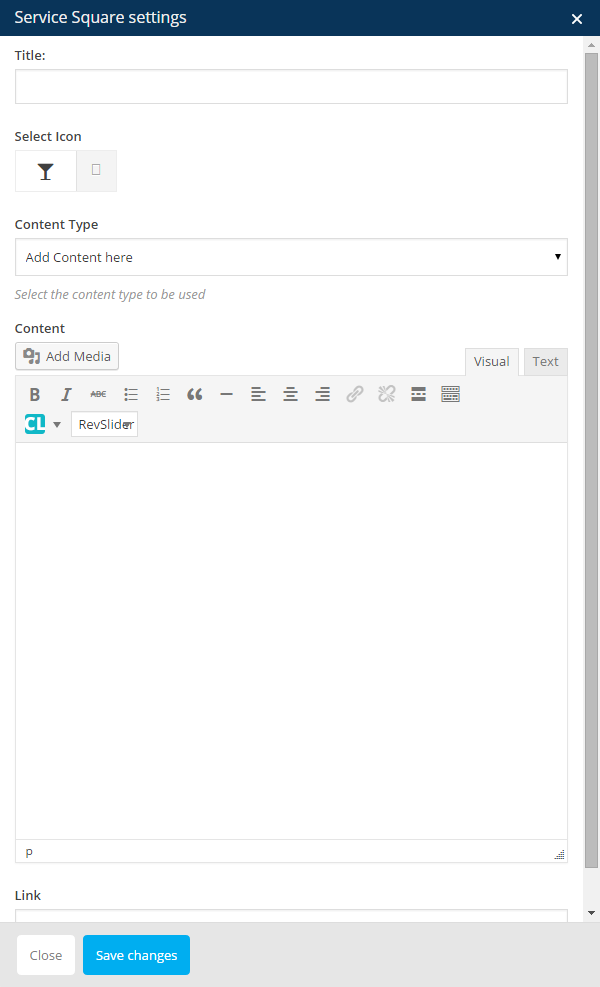 Service Square settings
Title:
Select Icon
Content Type
Add Content here
Select the content type to be used
Content
Add Media
Visual Text
B I ABC
CL RevSlider
p
Link
Close Save changes